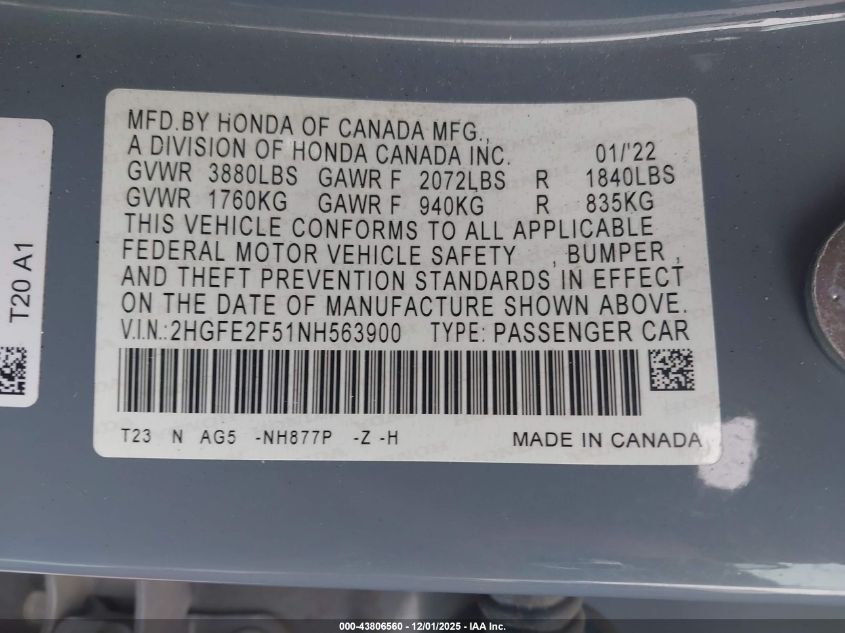 MFD.BY HONDA OF CANADA MFG.,
A DIVISION OF HONDA CANADA INC. 01/'22
GVWR 3880LBS GAWR F 2072LBS R 1840LBS
GVWR 1760KG GAWR F 940KG R 835KG
THIS VEHICLE CONFORMS TO ALL APPLICABLE
FEDERAL MOTOR VEHICLE SAFETY , BUMPER ,
AND THEFT PREVENTION STANDARDS IN EFFECT
ON THE DATE OF MANUFACTURE SHOWN ABOVE.
V.I.N.:2HGFE2F51NH563900 TYPE: PASSENGER CAR
T23 N AG5 -NH877P -Z -H MADE IN CANADA
T20 A1
000-43806560 - 12/01/2025 - IAA Inc.